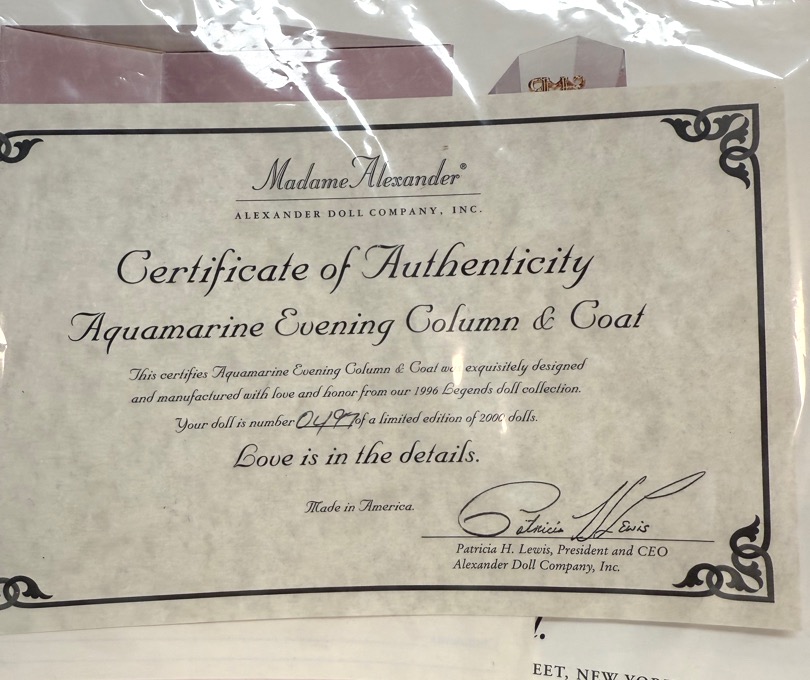 Madame Alexander®
ALEXANDER DOLL COMPANY, INC.
Certificate of Authenticity
Aquamarine Evening Column & Coat
This certifies Aquamarine Evening Column & Coat was exquisitely designed
and manufactured with love and honor from our 1996 Legends doll collection.
Your doll is number 0497 of a limited edition of 2000 dolls.
Love is in the details.
Made in America.
Patricia H Lewis
Patricia H. Lewis, President and CEO
Alexander Doll Company, Inc.
EET, NEW YOR